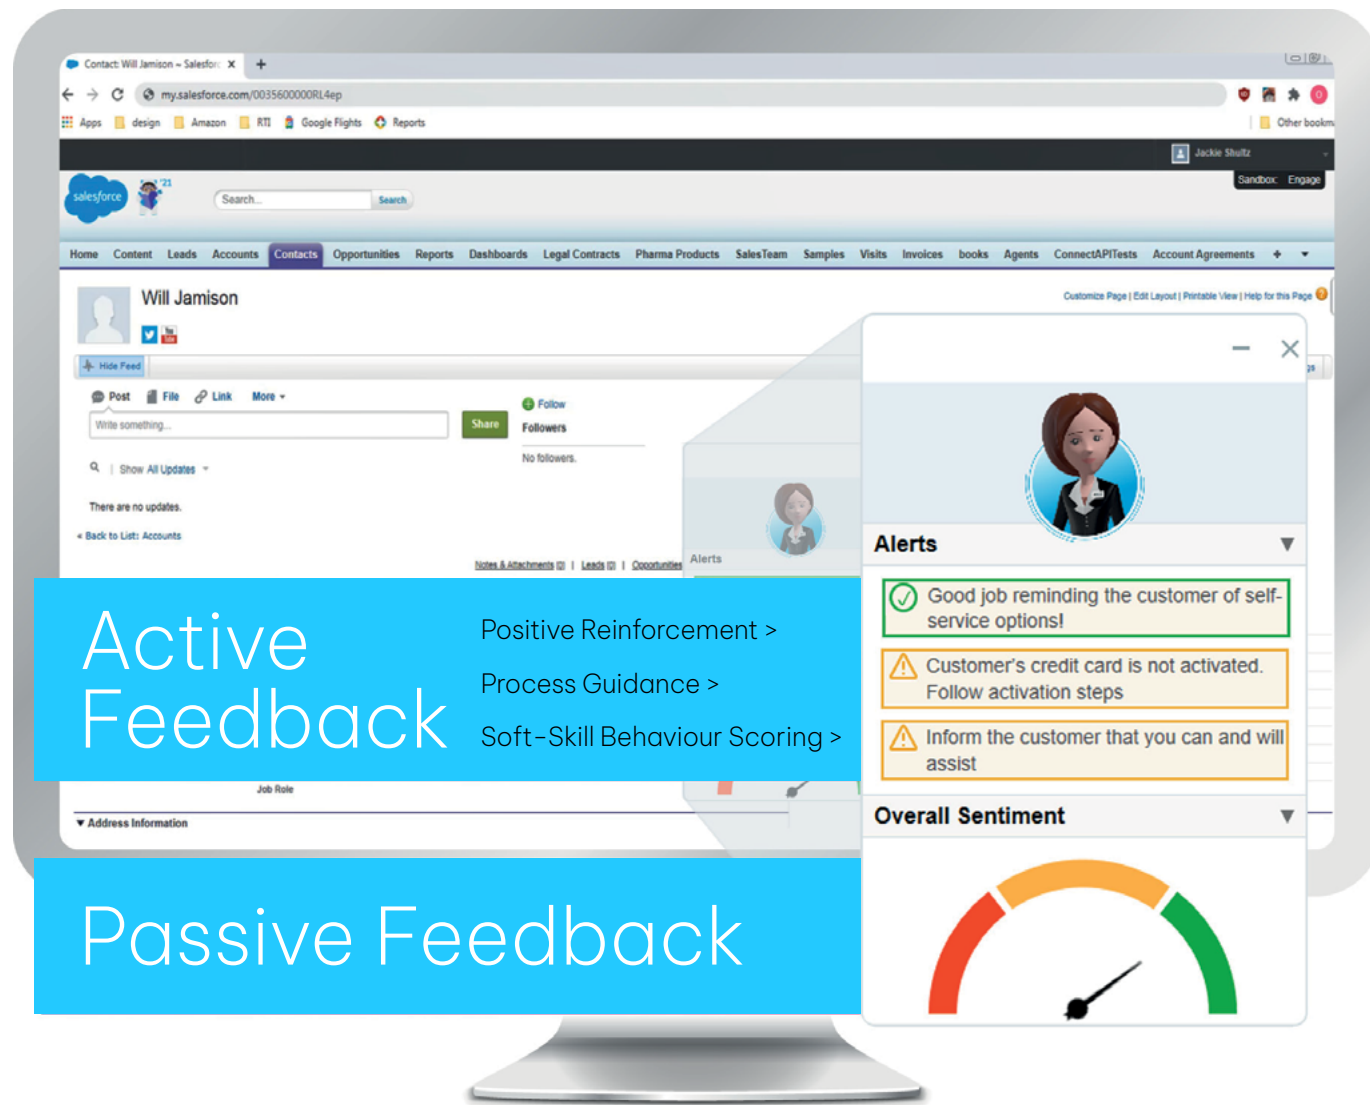 Contact: Will Jamison ~ Salesforc X +
my.salesforce.com/0035600000RL4ep
Apps design Amazon RTI Google Flights Reports
Other bookma
Jackie Shultz
Sandbox: Engage
salesforce '21 Search... Search
Home Content Leads Accounts Contacts Opportunities Reports Dashboards Legal Contracts Pharma Products SalesTeam Samples Visits Invoices books Agents ConnectAPITests Account Agreements +
Will Jamison
Customize Page | Edit Layout | Printable View | Help for this Page
You Tube
Hide Feed
Post File Link More
Write something...
Share
Follow
Followers
No followers.
Show All Updates
There are no updates.
« Back to List: Accounts
Notes & Attachments [0] | Leads [0] | Opportunities
Alerts
Active
Feedback
Positive Reinforcement >
Process Guidance >
Soft-Skill Behaviour Scoring >
Job Role
Address Information
Passive Feedback
Alerts
Good job reminding the customer of self-
service options!
Customer's credit card is not activated.
Follow activation steps
Inform the customer that you can and will
assist
Overall Sentiment